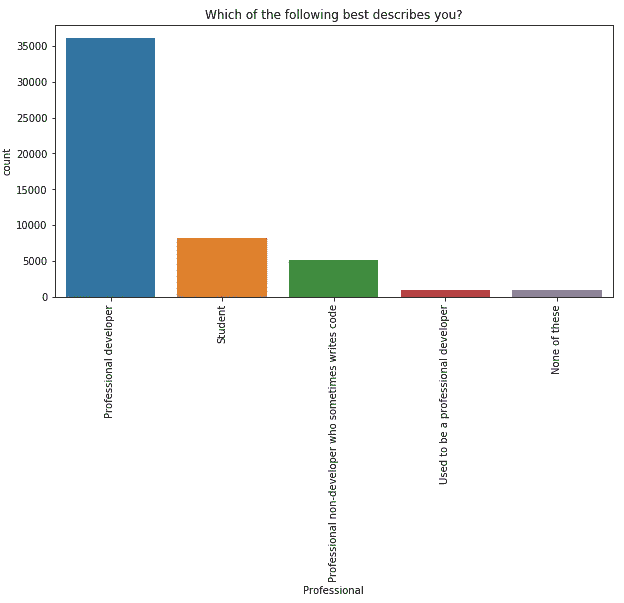 Which of the following best describes you?
count
35000
30000
25000
20000
15000
10000
5000
0
Professional developer
Student
Professional non-developer who sometimes writes code
Used to be a professional developer
None of these
Professional